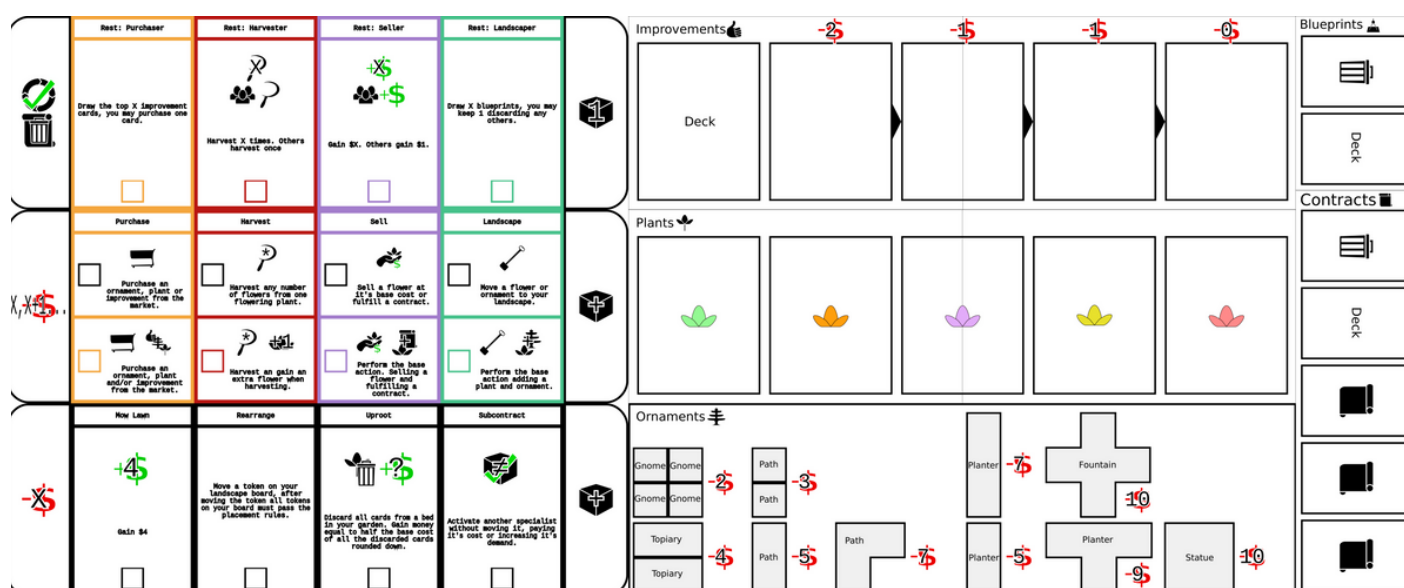 Rest: Purchaser
Rest: Harvester
Rest: Seller
Rest: Landscaper
X
+X$
+$
Draw the top X improvement
cards, you may purchase one
card.
Harvest X times. Others
harvest once
Gain $X. Others gain $1.
Draw X blueprints, you may
keep 1 discarding any
others.
1
Purchase
Harvest
Sell
Landscape
*
$
Purchase an
ornament, plant or
improvement from the
market.
Harvest any number
of flowers from one
flowering plant.
Sell a flower at
it's base cost or
fulfill a contract.
Move a flower or
ornament to your
landscape.
+
*
+1
$
Purchase an
ornament, plant
and/or improvement
from the market.
Harvest an gain an
extra flower when
harvesting.
Perform the base
action. Selling a
flower and
fulfilling a
contract.
Perform the base
action adding a
plant and ornament.
Mow Lawn
Rearrange
Uproot
Subcontract
-X$
+4$
+?$
≠
+
Gain $4
Move a token on your
landscape board, after
moving the token all tokens
on your board must pass the
placement rules.
Discard all cards from a bed
in your garden. Gain money
equal to half the base cost
of all the discarded cards
rounded down.
Activate another specialist
without moving it, paying
it's cost or increasing it's
demand.
Improvements
-2$
-1$
-1$
-0$
Deck
Blueprints
Deck
Contracts
Deck
Plants
Ornaments
Gnome Gnome
Gnome Gnome
-2$
Path
Path
-3$
Planter
-7$
Fountain
-10$
Topiary
Topiary
-4$
Path
-5$
Path
-7$
Planter
-5$
Planter
-9$
Statue
-10$